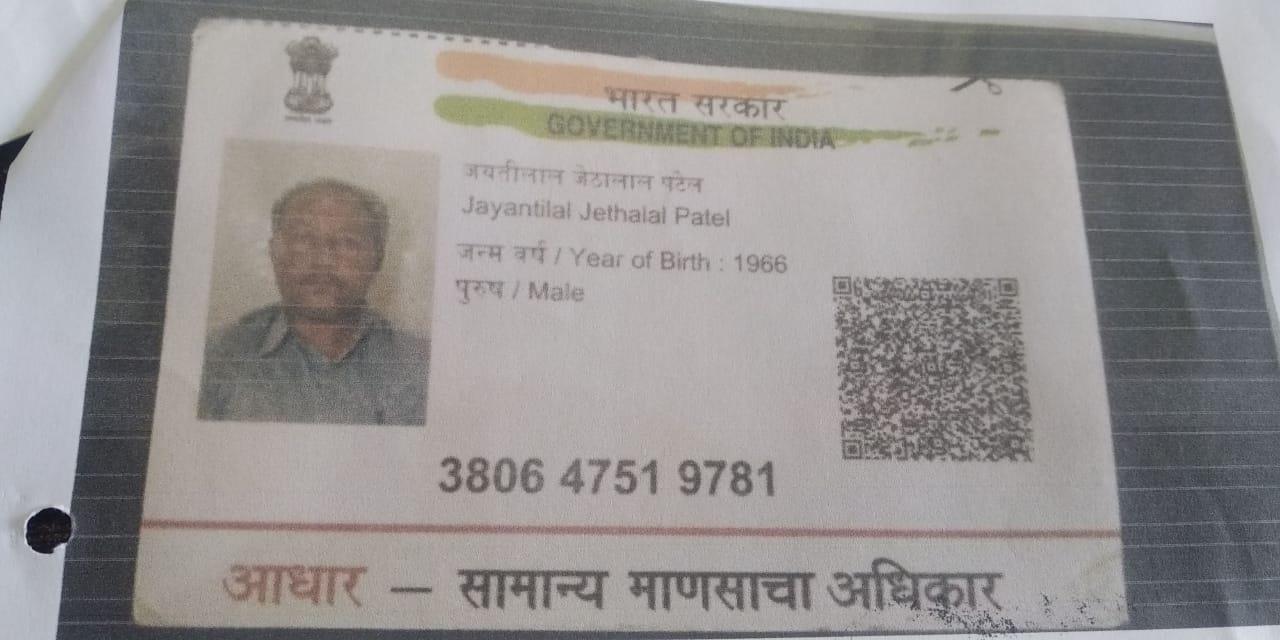 भारत सरकार
GOVERNMENT OF INDIA
जयंतीलाल जेठालाल पटेल
Jayantilal Jethalal Patel
जन्म वर्ष / Year of Birth : 1966
पुरुष / Male
3806 4751 9781
आधार — सामान्य माणसाचा अधिकार